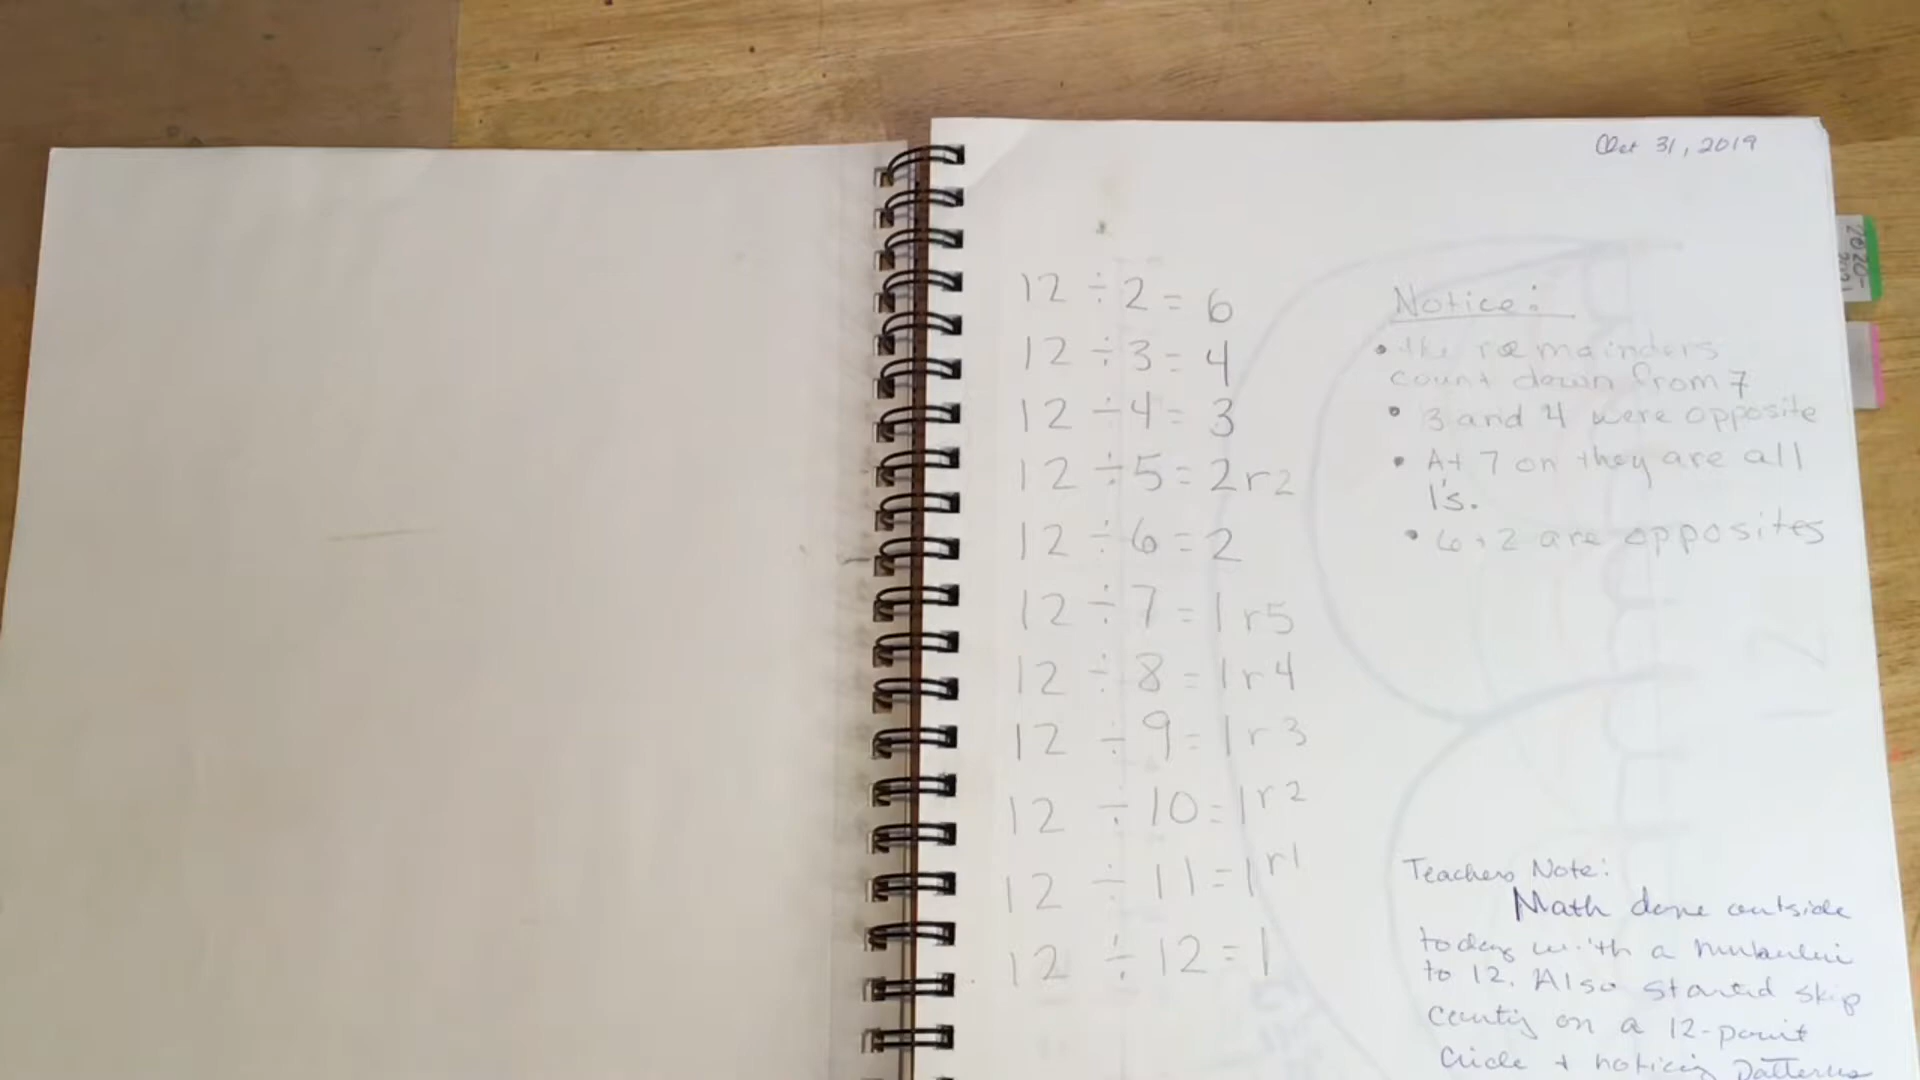 Oct 31, 2019
12 ÷ 2 = 6
12 ÷ 3 = 4
12 ÷ 4 = 3
12 ÷ 5 = 2 r2
12 ÷ 6 = 2
12 ÷ 7 = 1 r5
12 ÷ 8 = 1 r4
12 ÷ 9 = 1 r3
12 ÷ 10 = 1 r2
12 ÷ 11 = 1 r1
12 ÷ 12 = 1
Notice:
• the remainders
count down from 7
• 3 and 4 were opposite
• At 7 on they are all
1's.
• 6 + 2 are opposites
Teachers Note:
Math done outside
today with a
to 12. Also started skip
counting on a 12-point
circle + noticing patterns
2020-